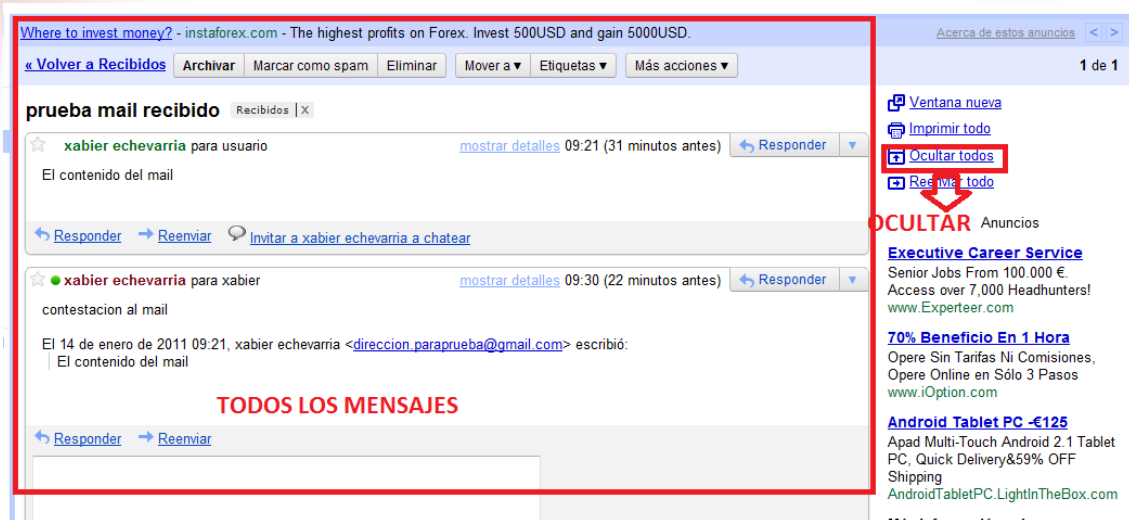 Where to invest money? - instaforex.com - The highest profits on Forex. Invest 500USD and gain 5000USD.
Acerca de estos anuncios < >
« Volver a Recibidos Archivar Marcar como spam Eliminar Mover a ▼ Etiquetas ▼ Más acciones ▼
1 de 1
prueba mail recibido Recibidos | X
xabier echevarria para usuario mostrar detalles 09:21 (31 minutos antes) Responder ▼
El contenido del mail
Responder Reenviar Invitar a xabier echevarria a chatear
xabier echevarria para xabier mostrar detalles 09:30 (22 minutos antes) Responder ▼
contestacion al mail
El 14 de enero de 2011 09:21, xabier echevarria <direccion.paraprueba@gmail.com> escribió:
El contenido del mail
TODOS LOS MENSAJES
Responder Reenviar
Ventana nueva
Imprimir todo
Ocultar todos
Reenviar todo
OCULTAR
Anuncios
Executive Career Service
Senior Jobs From 100.000 €.
Access over 7,000 Headhunters!
www.Experteer.com
70% Beneficio En 1 Hora
Opere Sin Tarifas Ni Comisiones,
Opere Online en Sólo 3 Pasos
www.iOption.com
Android Tablet PC -€125
Apad Multi-Touch Android 2.1 Tablet
PC, Quick Delivery&59% OFF
Shipping
AndroidTabletPC.LightInTheBox.com